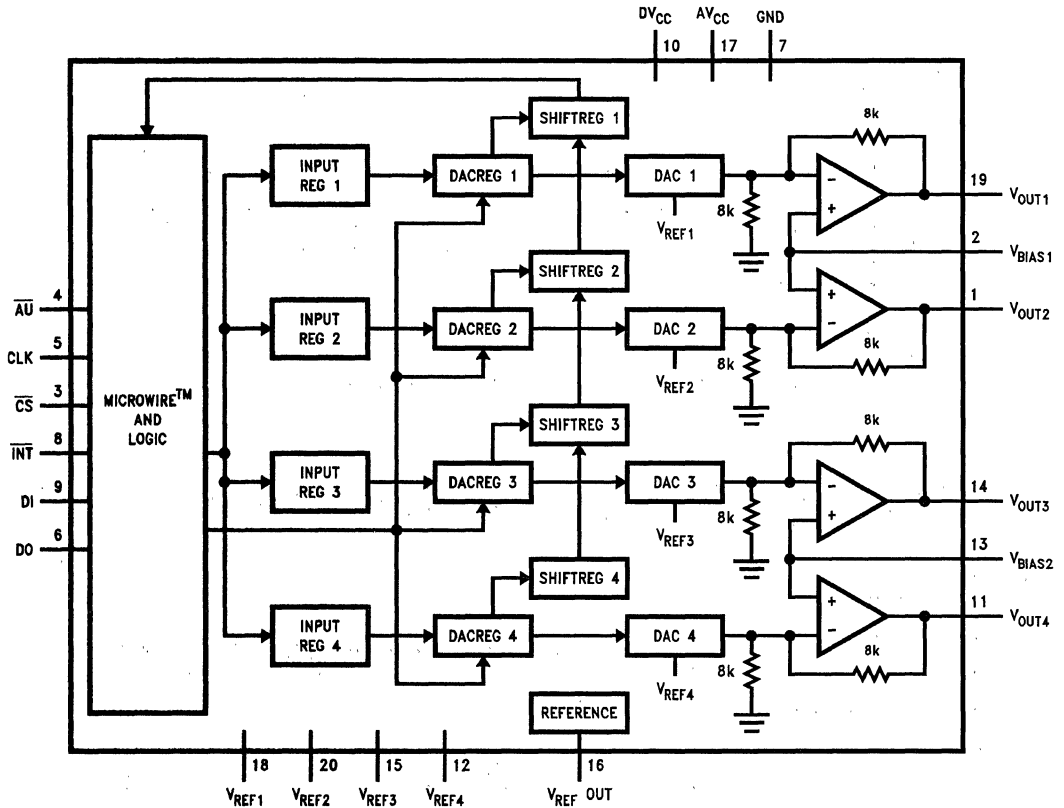 DVCC AVCC GND
10 17 7
SHIFTREG 1
8k
INPUT
REG 1
DACREG 1
DAC 1
−
+
19
VOUT1
8k
VREF1
2
VBIAS1
SHIFTREG 2
4
AU
INPUT
REG 2
DACREG 2
DAC 2
+
−
1
VOUT2
5
CLK
8k
8k
VREF2
3
CS
MICROWIRE™
AND
LOGIC
SHIFTREG 3
8k
8
INT
INPUT
REG 3
DACREG 3
DAC 3
−
+
14
VOUT3
9
DI
8k
VREF3
6
DO
13
VBIAS2
SHIFTREG 4
INPUT
REG 4
DACREG 4
DAC 4
+
−
11
VOUT4
8k
8k
VREF4
REFERENCE
18 20 15 12 16
VREF1 VREF2 VREF3 VREF4 VREF OUT